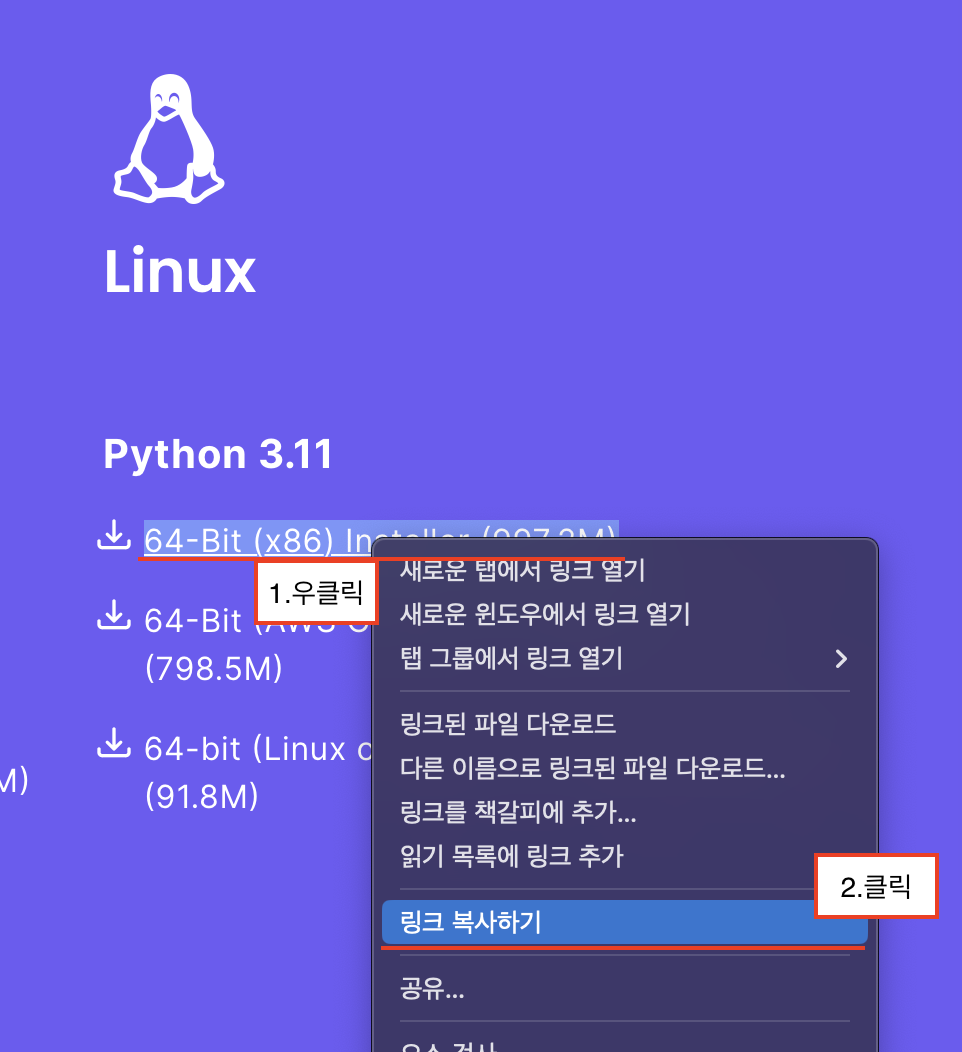 Linux
Python 3.11
64-Bit (x86) Installer
1.우클릭
64-Bit (AWS
(798.5M)
64-bit (Linux
(91.8M)
M)
새로운 탭에서 링크 열기
새로운 윈도우에서 링크 열기
탭 그룹에서 링크 열기
링크된 파일 다운로드
다른 이름으로 링크된 파일 다운로드...
링크를 책갈피에 추가...
읽기 목록에 링크 추가
2.클릭
링크 복사하기
공유...
요소 검사